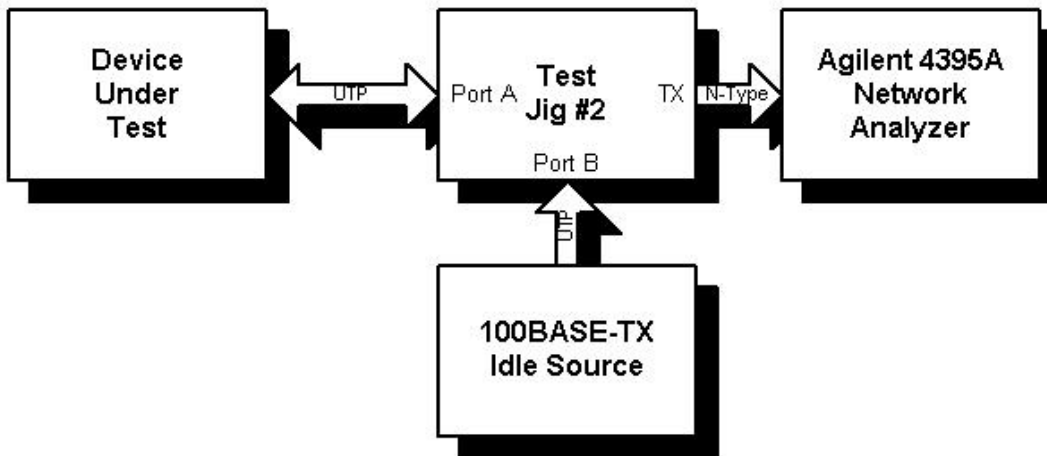 Device
Under
Test
UTP
Port A
Test
Jig #2
TX
Port B
N-Type
Agilent 4395A
Network
Analyzer
UTP
100BASE-TX
Idle Source